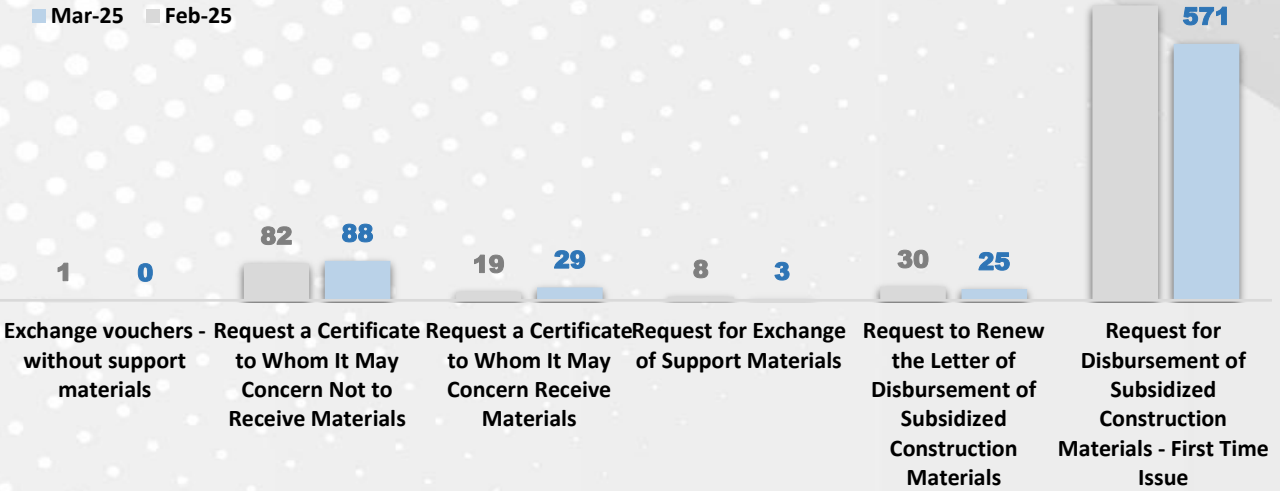 Mar-25 Feb-25
571
82 88
1 0 19 29 8 3 30 25
Exchange vouchers -
without support
materials
Request a Certificate
to Whom It May
Concern Not to
Receive Materials
Request a Certificate
to Whom It May
Concern Receive
Materials
Request for Exchange
of Support Materials
Request to Renew
the Letter of
Disbursement of
Subsidized
Construction
Materials
Request for
Disbursement of
Subsidized
Construction
Materials - First Time
Issue